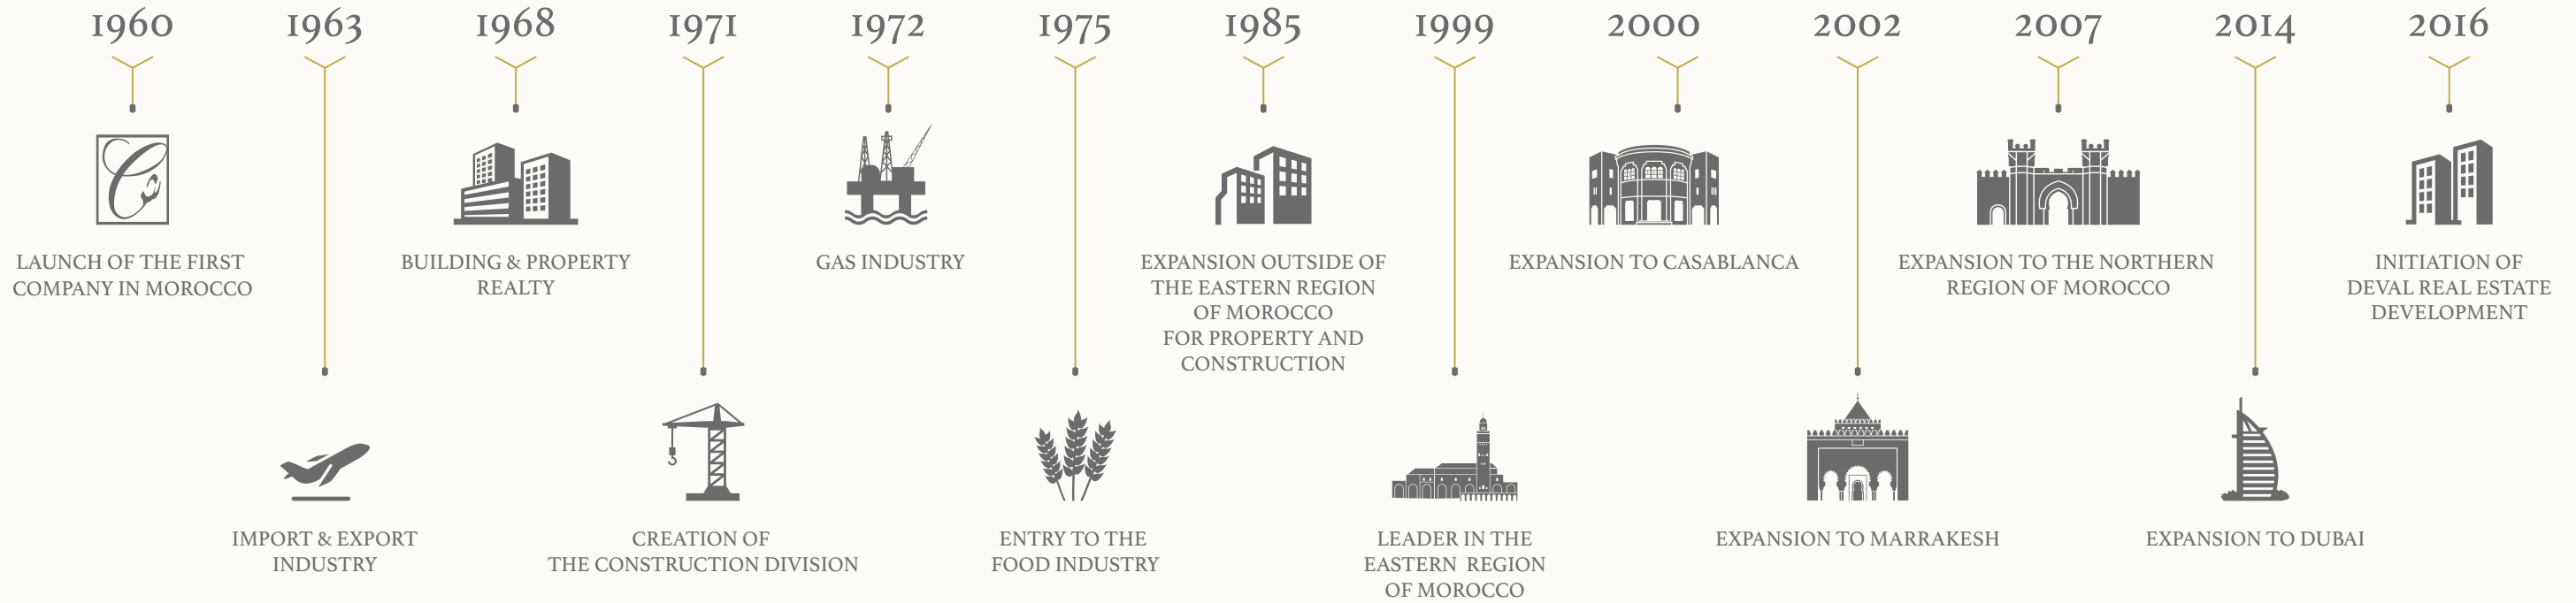 1960
LAUNCH OF THE FIRST
COMPANY IN MOROCCO
1963
IMPORT & EXPORT
INDUSTRY
1968
BUILDING & PROPERTY
REALTY
1971
CREATION OF
THE CONSTRUCTION DIVISION
1972
GAS INDUSTRY
1975
ENTRY TO THE
FOOD INDUSTRY
1985
EXPANSION OUTSIDE OF
THE EASTERN REGION
OF MOROCCO
FOR PROPERTY AND
CONSTRUCTION
1999
LEADER IN THE
EASTERN REGION
OF MOROCCO
2000
EXPANSION TO CASABLANCA
2002
EXPANSION TO MARRAKESH
2007
EXPANSION TO THE NORTHERN
REGION OF MOROCCO
2014
EXPANSION TO DUBAI
2016
INITIATION OF
DEVAL REAL ESTATE
DEVELOPMENT